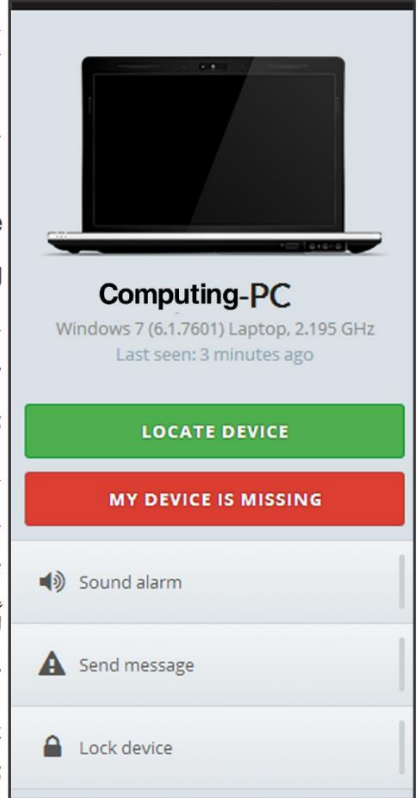 Computing-PC
Windows 7 (6.1.7601) Laptop, 2.195 GHz
Last seen: 3 minutes ago
LOCATE DEVICE
MY DEVICE IS MISSING
Sound alarm
Send message
Lock device